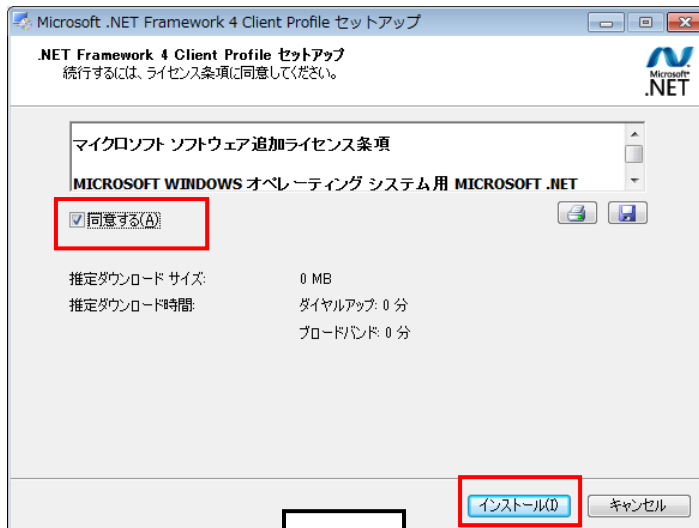 Microsoft .NET Framework 4 Client Profile セットアップ
.NET Framework 4 Client Profile セットアップ
続行するには、ライセンス条項に同意してください。
Microsoft®
.NET
マイクロソフト ソフトウェア追加ライセンス条項
MICROSOFT WINDOWS オペレーティング システム用 MICROSOFT .NET
同意する(A)
推定ダウンロード サイズ: 0 MB
推定ダウンロード時間: ダイヤルアップ: 0 分
ブロードバンド: 0 分
インストール(I) キャンセル